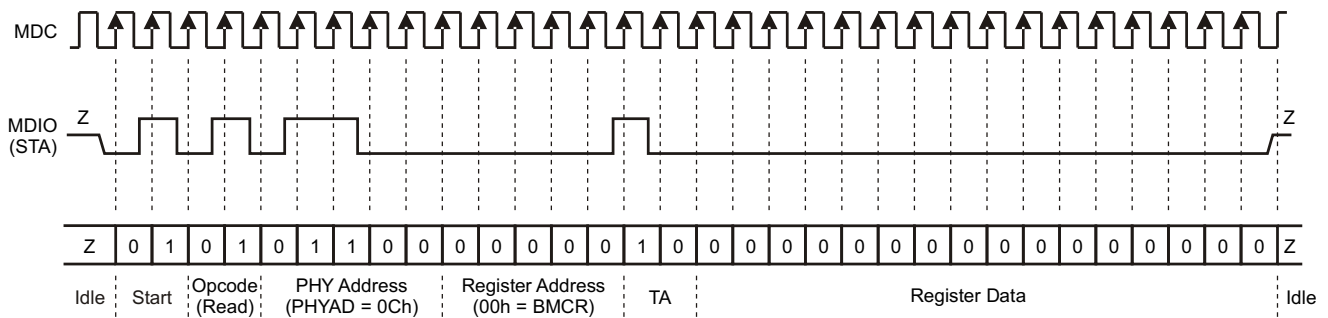 MDC
Z
Z
MDIO
(STA)
Z 0 1 0 1 0 1 1 0 0 0 0 0 0 0 1 0 0 0 0 0 0 0 0 0 0 0 0 0 0 0 0 0 Z
Idle Start Opcode (Read) PHY Address (PHYAD = 0Ch) Register Address (00h = BMCR) TA Register Data Idle